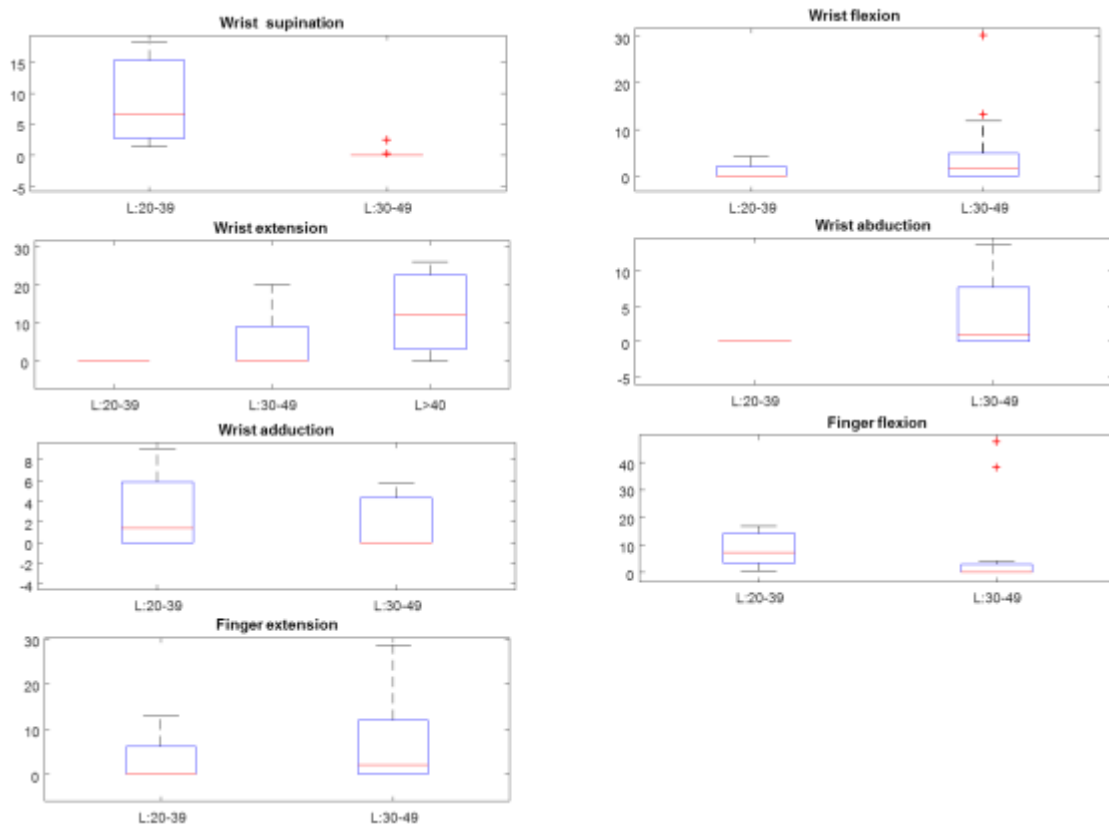 Wrist supination
15
10
5
0
-5
L:20-39 L:30-49
Wrist flexion
30
20
10
0
L:20-39 L:30-49
Wrist extension
30
20
10
0
L:20-39 L:30-49 L>40
Wrist abduction
10
5
0
-5
L:20-39 L:30-49
Wrist adduction
8
6
4
2
0
-2
-4
L:20-39 L:30-49
Finger flexion
40
30
20
10
0
L:20-39 L:30-49
Finger extension
30
20
10
0
L:20-39 L:30-49